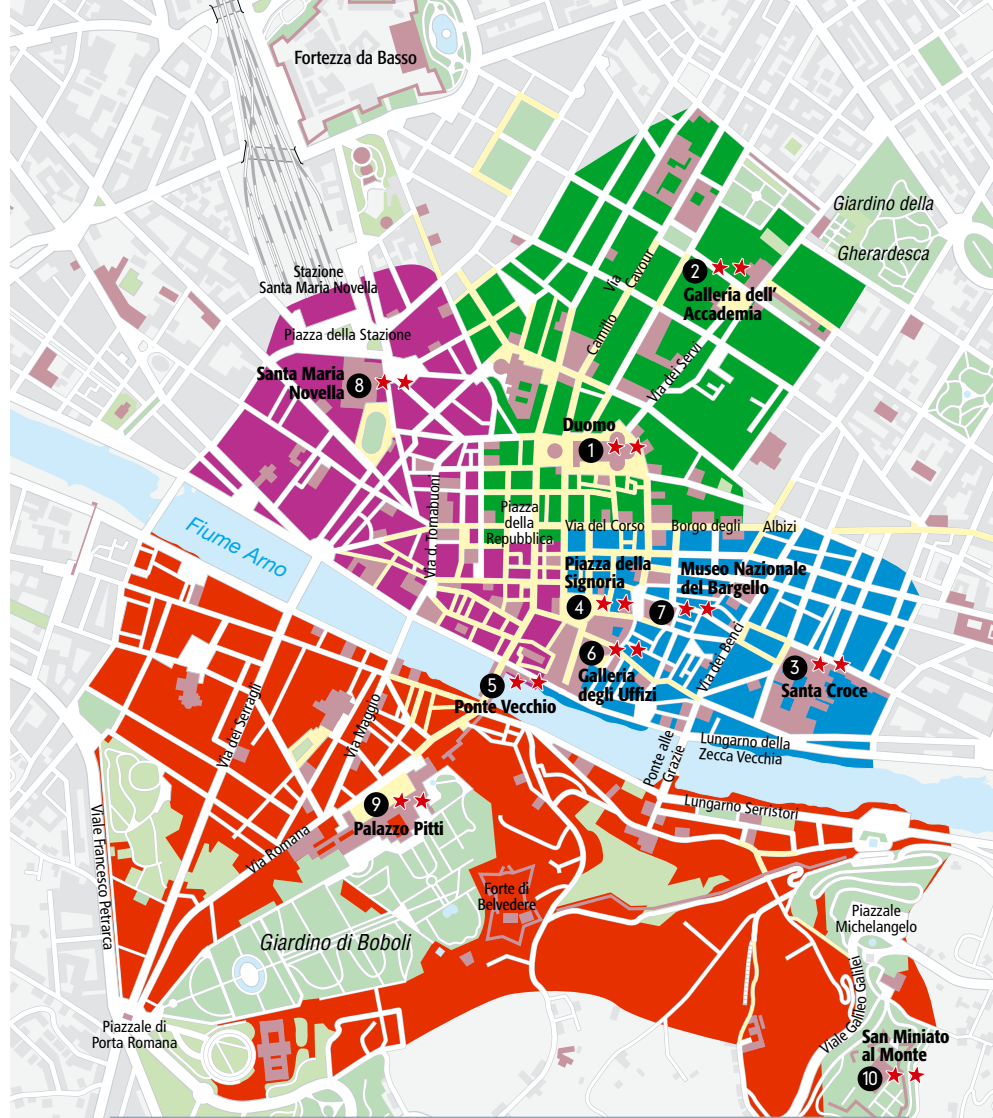 Fortezza da Basso
Giardino della
Gherardesca
Stazione
Santa Maria Novella
Via
Cavour
2
Galleria dell'
Accademia
Piazza della Stazione
Camillo
Via dei Servi
Santa Maria
Novella
8
Duomo
1
Via d. Tornabuoni
Piazza
della
Repubblica
Via del Corso
Borgo degli
Albizi
Fiume Arno
Piazza della
Signoria
4
Museo Nazionale
del Bargello
7
6
Galleria
degli Uffizi
Via dei Benci
3
Santa Croce
5
Ponte Vecchio
Via dei Serragli
Via Maggio
Ponte alle
Grazie
Lungarno della
Zecca Vecchia
Lungarno Serristori
9
Palazzo Pitti
Via Romana
Viale Francesco Petrarca
Forte di
Belvedere
Piazzale
Michelangelo
Giardino di Boboli
Viale Galileo Galilei
Piazzale di
Porta Romana
San Miniato
al Monte
10